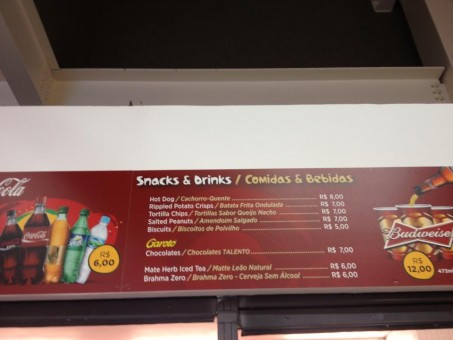 Cola
Snacks & Drinks / Comidas & Bebidas
Hot Dog / Cachorro-Quente R$ 8,00
Rippled Potato Crisps / Batata Frita Ondulada R$ 7,00
Tortilla Chips / Tortillas Sabor Queijo Nacho R$ 7,00
Salted Peanuts / Amendoim Salgado R$ 7,00
Biscuits / Biscoitos de Polvilho R$ 5,00
Garoto
Chocolates / Chocolates TALENTO R$ 7,00
Mate Herb Iced Tea / Matte Leão Natural R$ 6,00
Brahma Zero / Brahma Zero - Cerveja Sem Álcool R$ 6,00
Coca-Cola
R$
6,00
Budweiser
R$
12,00
473ml